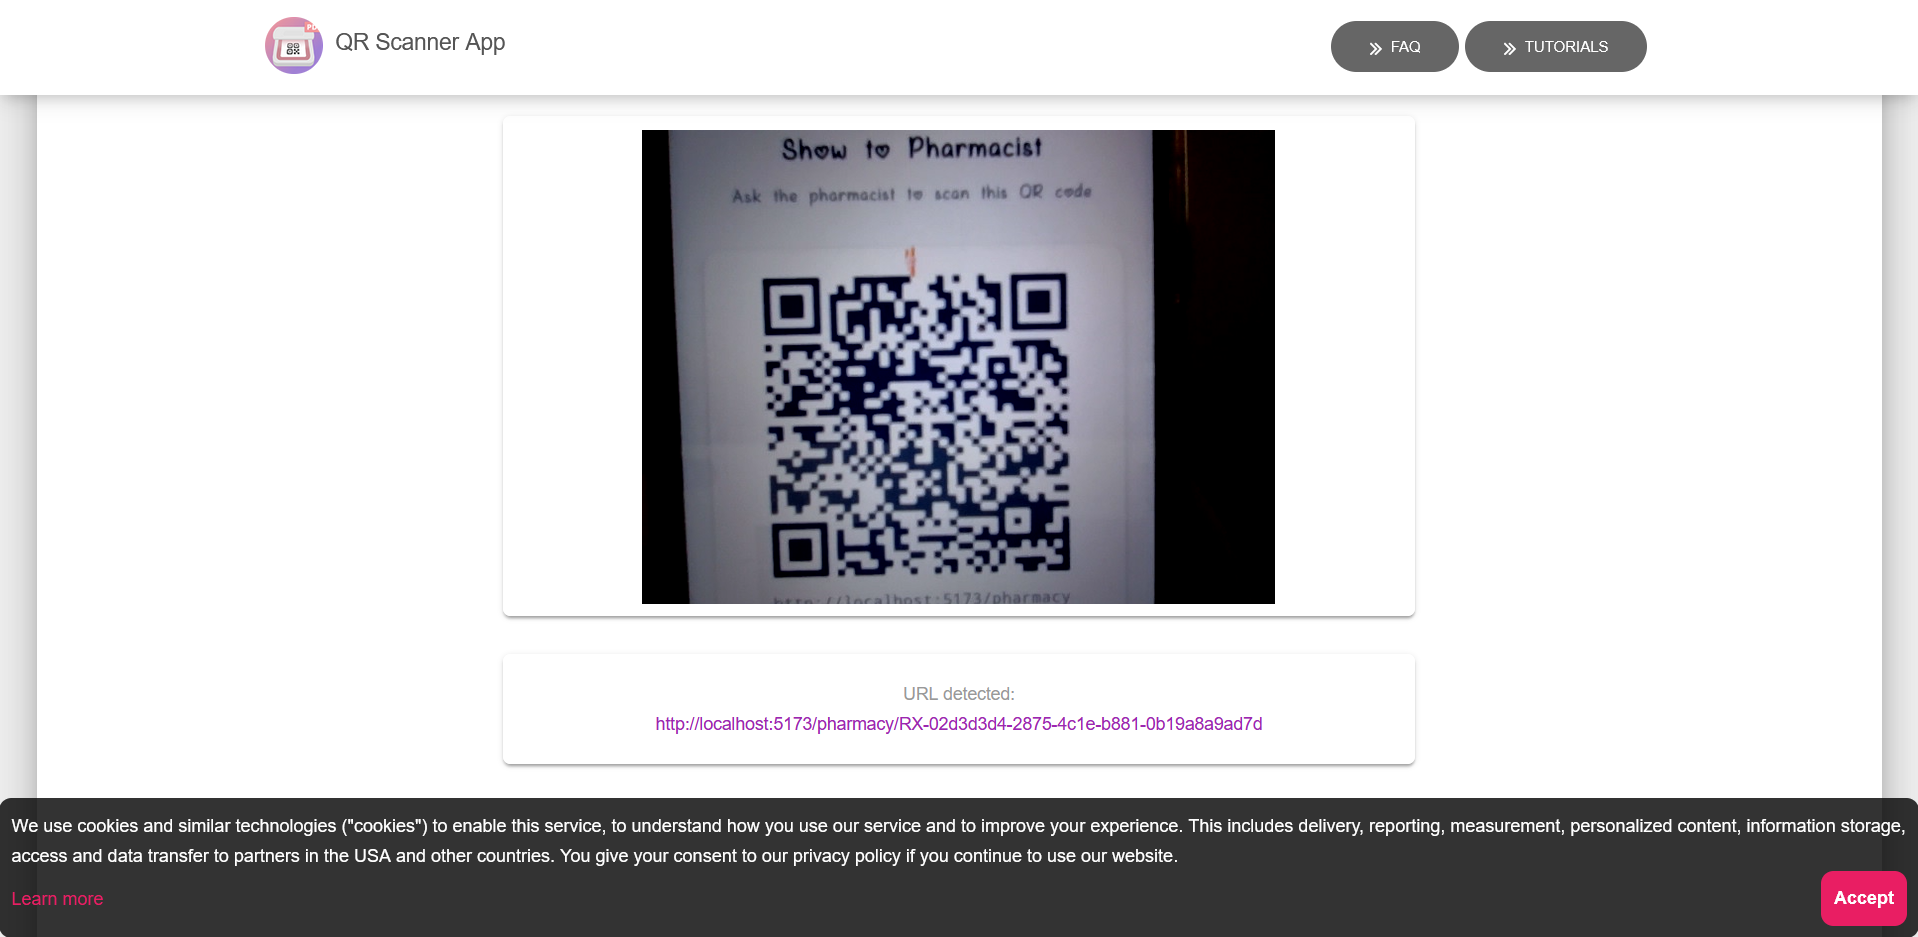 QR Scanner App
FAQ
TUTORIALS
Show to Pharmacist
Ask the pharmacist to scan this QR code
http://localhost:5173/pharmacy
URL detected:
http://localhost:5173/pharmacy/RX-02d3d3d4-2875-4c1e-b881-0b19a8a9ad7d
We use cookies and similar technologies ("cookies") to enable this service, to understand how you use our service and to improve your experience. This includes delivery, reporting, measurement, personalized content, information storage,
access and data transfer to partners in the USA and other countries. You give your consent to our privacy policy if you continue to use our website.
Learn more
Accept